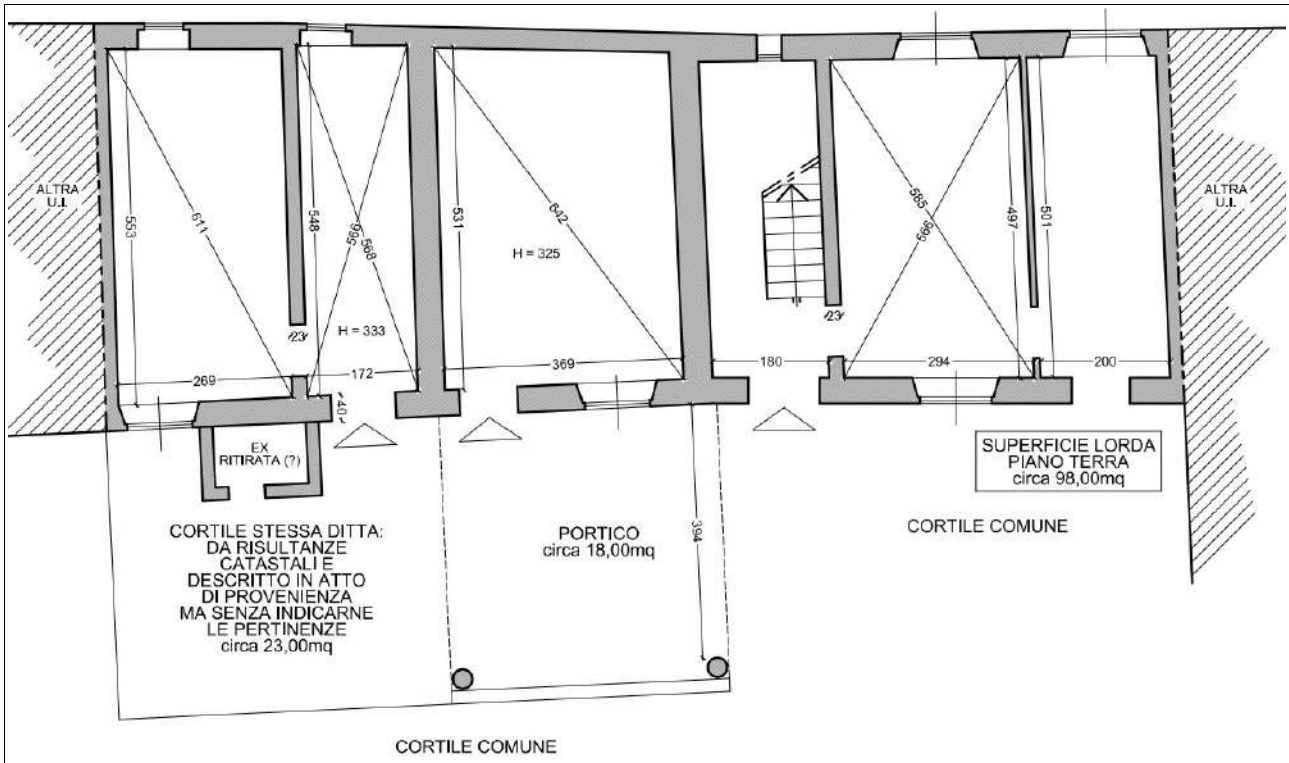 ALTRA
U.I.
553
611
548
566
568
531
642
H = 325
585
566
497
501
ALTRA
U.I.
23
H = 333
23
269
172
369
180
294
200
40
EX
RITIRATA (?)
SUPERFICIE LORDA
PIANO TERRA
circa 98,00mq
CORTILE STESSA DITTA:
DA RISULTANZE
CATASTALI E
DESCRITTO IN ATTO
DI PROVENIENZA
MA SENZA INDICARNE
LE PERTINENZE
circa 23,00mq
PORTICO
circa 18,00mq
394
CORTILE COMUNE
CORTILE COMUNE